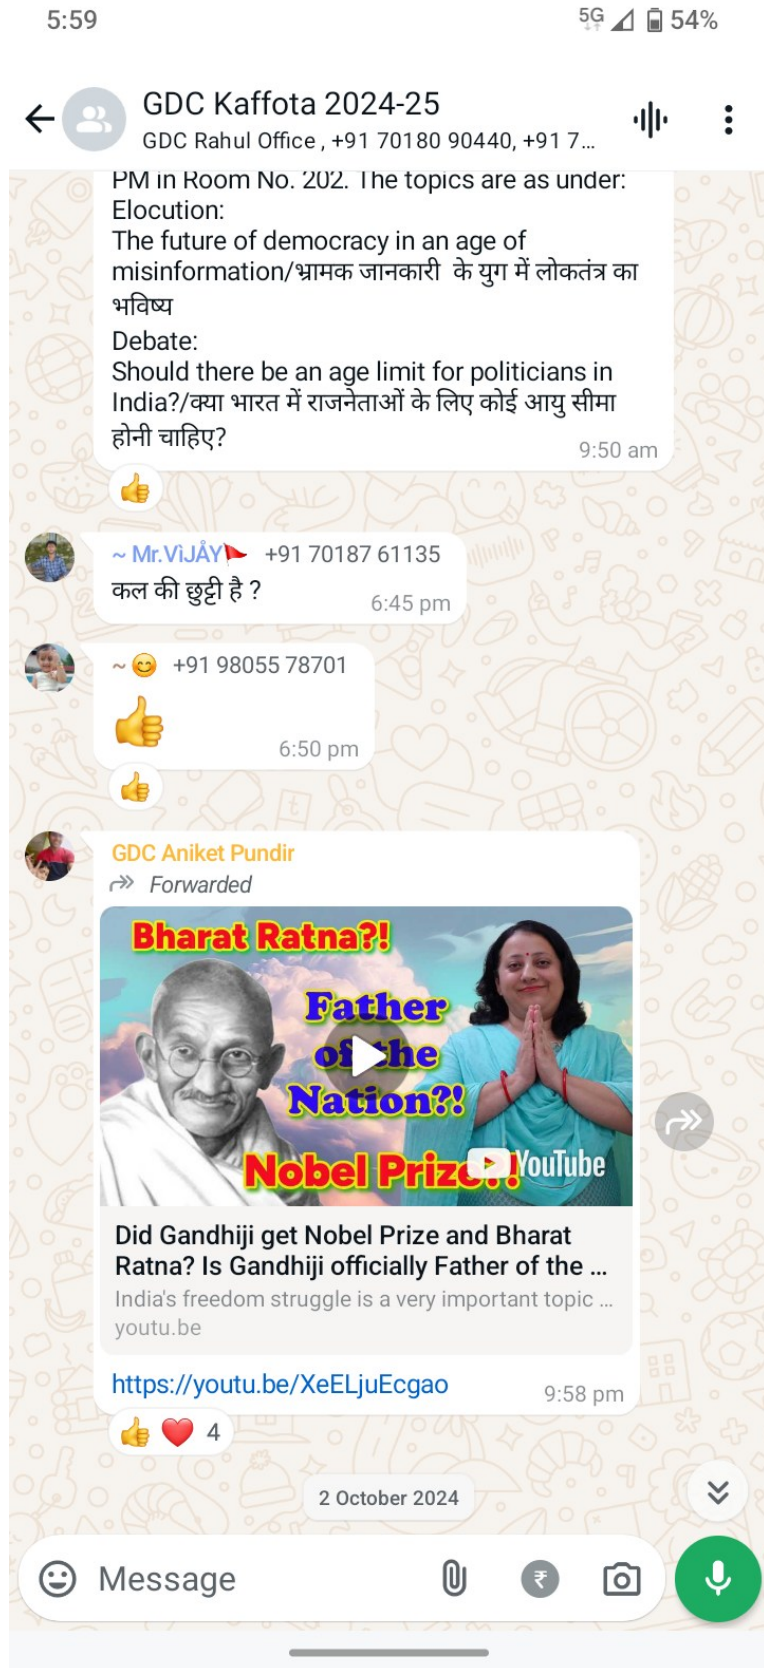 5:59
5G 54%
GDC Kaffota 2024-25
GDC Rahul Office , +91 70180 90440, +91 7...
PM in Room No. 202. The topics are as under:
Elocution:
The future of democracy in an age of
misinformation/भ्रामक जानकारी के युग में लोकतंत्र का
भविष्य
Debate:
Should there be an age limit for politicians in
India?/क्या भारत में राजनेताओं के लिए कोई आयु सीमा
होनी चाहिए?
9:50 am
~ Mr.VìJÅY🚩 +91 70187 61135
कल की छुट्टी है ?
6:45 pm
~ 😊 +91 98055 78701
👍
6:50 pm
GDC Aniket Pundir
Forwarded
Bharat Ratna?!
Father
of the
Nation?!
Nobel Prize?!
YouTube
Did Gandhiji get Nobel Prize and Bharat
Ratna? Is Gandhiji officially Father of the ...
India's freedom struggle is a very important topic ...
youtu.be
https://youtu.be/XeELjuEcgao
9:58 pm
👍 ❤️ 4
2 October 2024
Message
₹